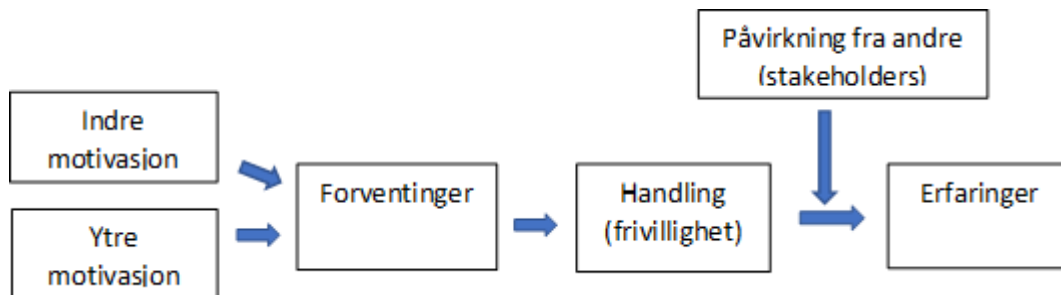 Påvirkning fra andre
(stakeholders)
Indre
motivasjon
Ytre
motivasjon
Forventinger
Handling
(frivillighet)
Erfaringer